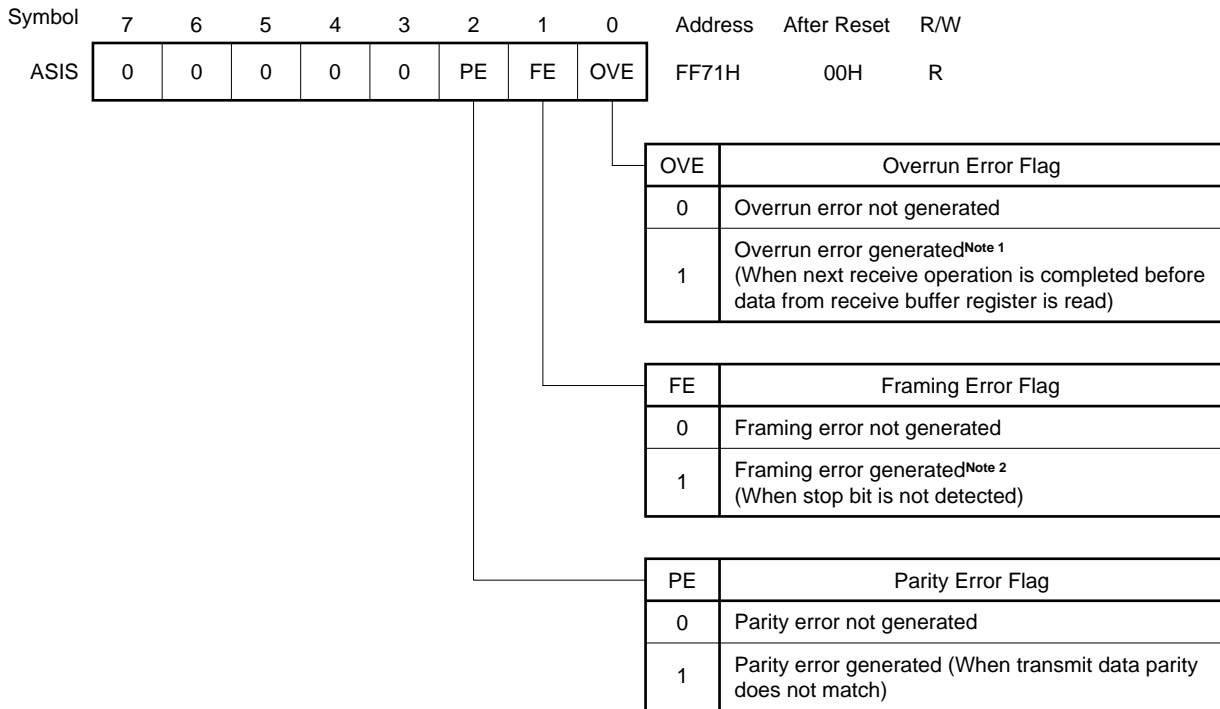 Symbol 7 6 5 4 3 2 1 0 Address After Reset R/W
ASIS 0 0 0 0 0 PE FE OVE FF71H 00H R
OVE Overrun Error Flag
0 Overrun error not generated
1 Overrun error generatedNote 1
(When next receive operation is completed before
data from receive buffer register is read)
FE Framing Error Flag
0 Framing error not generated
1 Framing error generatedNote 2
(When stop bit is not detected)
PE Parity Error Flag
0 Parity error not generated
1 Parity error generated (When transmit data parity
does not match)